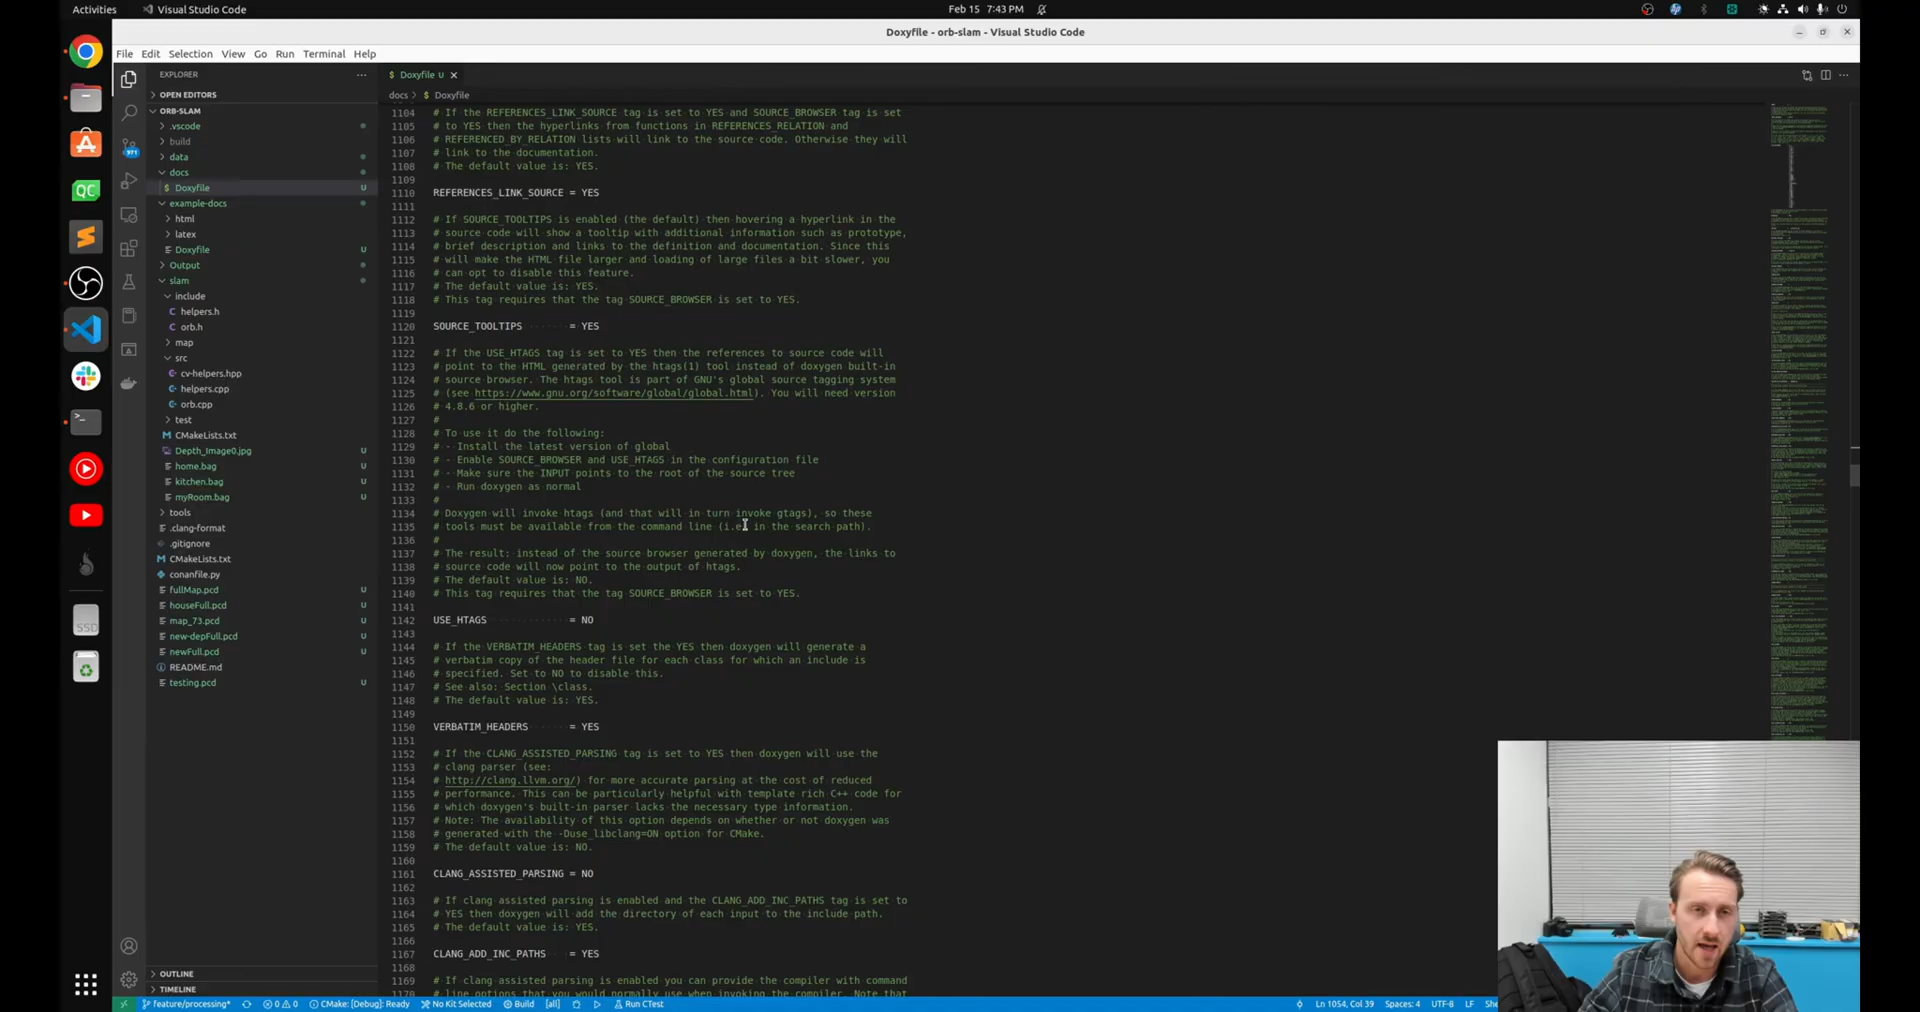 Activities
Visual Studio Code
Feb 15 7:43 PM
Doxyfile - orb-slam - Visual Studio Code
File Edit Selection View Go Run Terminal Help
EXPLORER
OPEN EDITORS
ORB-SLAM
.vscode
build
data
docs
Doxyfile U
example-docs
html
latex
Doxyfile U
Output
slam
include
helpers.h
orb.h
map
src
cv-helpers.hpp
helpers.cpp
orb.cpp
test
CMakeLists.txt
Depth_Image0.jpg U
home.bag U
kitchen.bag U
myRoom.bag U
tools
.clang-format
.gitignore
CMakeLists.txt
conanfile.py
fullMap.pcd U
houseFull.pcd U
map_73.pcd U
new-depFull.pcd U
newFull.pcd U
README.md
testing.pcd U
OUTLINE
TIMELINE
971
QC
SSD
Doxyfile U
docs > Doxyfile
1104 # If the REFERENCES_LINK_SOURCE tag is set to YES and SOURCE_BROWSER tag is set
1105 # to YES then the hyperlinks from functions in REFERENCES_RELATION and
1106 # REFERENCED_BY_RELATION lists will link to the source code. Otherwise they will
1107 # link to the documentation.
1108 # The default value is: YES.
1109
1110 REFERENCES_LINK_SOURCE = YES
1111
1112 # If SOURCE_TOOLTIPS is enabled (the default) then hovering a hyperlink in the
1113 # source code will show a tooltip with additional information such as prototype,
1114 # brief description and links to the definition and documentation. Since this
1115 # will make the HTML file larger and loading of large files a bit slower, you
1116 # can opt to disable this feature.
1117 # The default value is: YES.
1118 # This tag requires that the tag SOURCE_BROWSER is set to YES.
1119
1120 SOURCE_TOOLTIPS = YES
1121
1122 # If the USE_HTAGS tag is set to YES then the references to source code will
1123 # point to the HTML generated by the htags(1) tool instead of doxygen built-in
1124 # source browser. The htags tool is part of GNU's global source tagging system
1125 # (see https://www.gnu.org/software/global/global.html). You will need version
1126 # 4.8.6 or higher.
1127 #
1128 # To use it do the following:
1129 # - Install the latest version of global
1130 # - Enable SOURCE_BROWSER and USE_HTAGS in the configuration file
1131 # - Make sure the INPUT points to the root of the source tree
1132 # - Run doxygen as normal
1133 #
1134 # Doxygen will invoke htags (and that will in turn invoke gtags), so these
1135 # tools must be available from the command line (i.e. in the search path).
1136 #
1137 # The result: instead of the source browser generated by doxygen, the links to
1138 # source code will now point to the output of htags.
1139 # The default value is: NO.
1140 # This tag requires that the tag SOURCE_BROWSER is set to YES.
1141
1142 USE_HTAGS = NO
1143
1144 # If the VERBATIM_HEADERS tag is set the YES then doxygen will generate a
1145 # verbatim copy of the header file for each class for which an include is
1146 # specified. Set to NO to disable this.
1147 # See also: Section \class.
1148 # The default value is: YES.
1149
1150 VERBATIM_HEADERS = YES
1151
1152 # If the CLANG_ASSISTED_PARSING tag is set to YES then doxygen will use the
1153 # clang parser (see:
1154 # http://clang.llvm.org/) for more accurate parsing at the cost of reduced
1155 # performance. This can be particularly helpful with template rich C++ code for
1156 # which doxygen's built-in parser lacks the necessary type information.
1157 # Note: The availability of this option depends on whether or not doxygen was
1158 # generated with the -Duse_libclang=ON option for CMake.
1159 # The default value is: NO.
1160
1161 CLANG_ASSISTED_PARSING = NO
1162
1163 # If clang assisted parsing is enabled and the CLANG_ADD_INC_PATHS tag is set to
1164 # YES then doxygen will add the directory of each input to the include path.
1165 # The default value is: YES.
1166
1167 CLANG_ADD_INC_PATHS = YES
1168
1169 # If clang assisted parsing is enabled you can provide the compiler with command
1170 # line options that you would normally use when invoking the compiler. Note that
feature/processing* 0 0 CMake: [Debug]: Ready No Kit Selected Build [all] Run CTest
Ln 1054, Col 39 Spaces: 4 UTF-8 LF